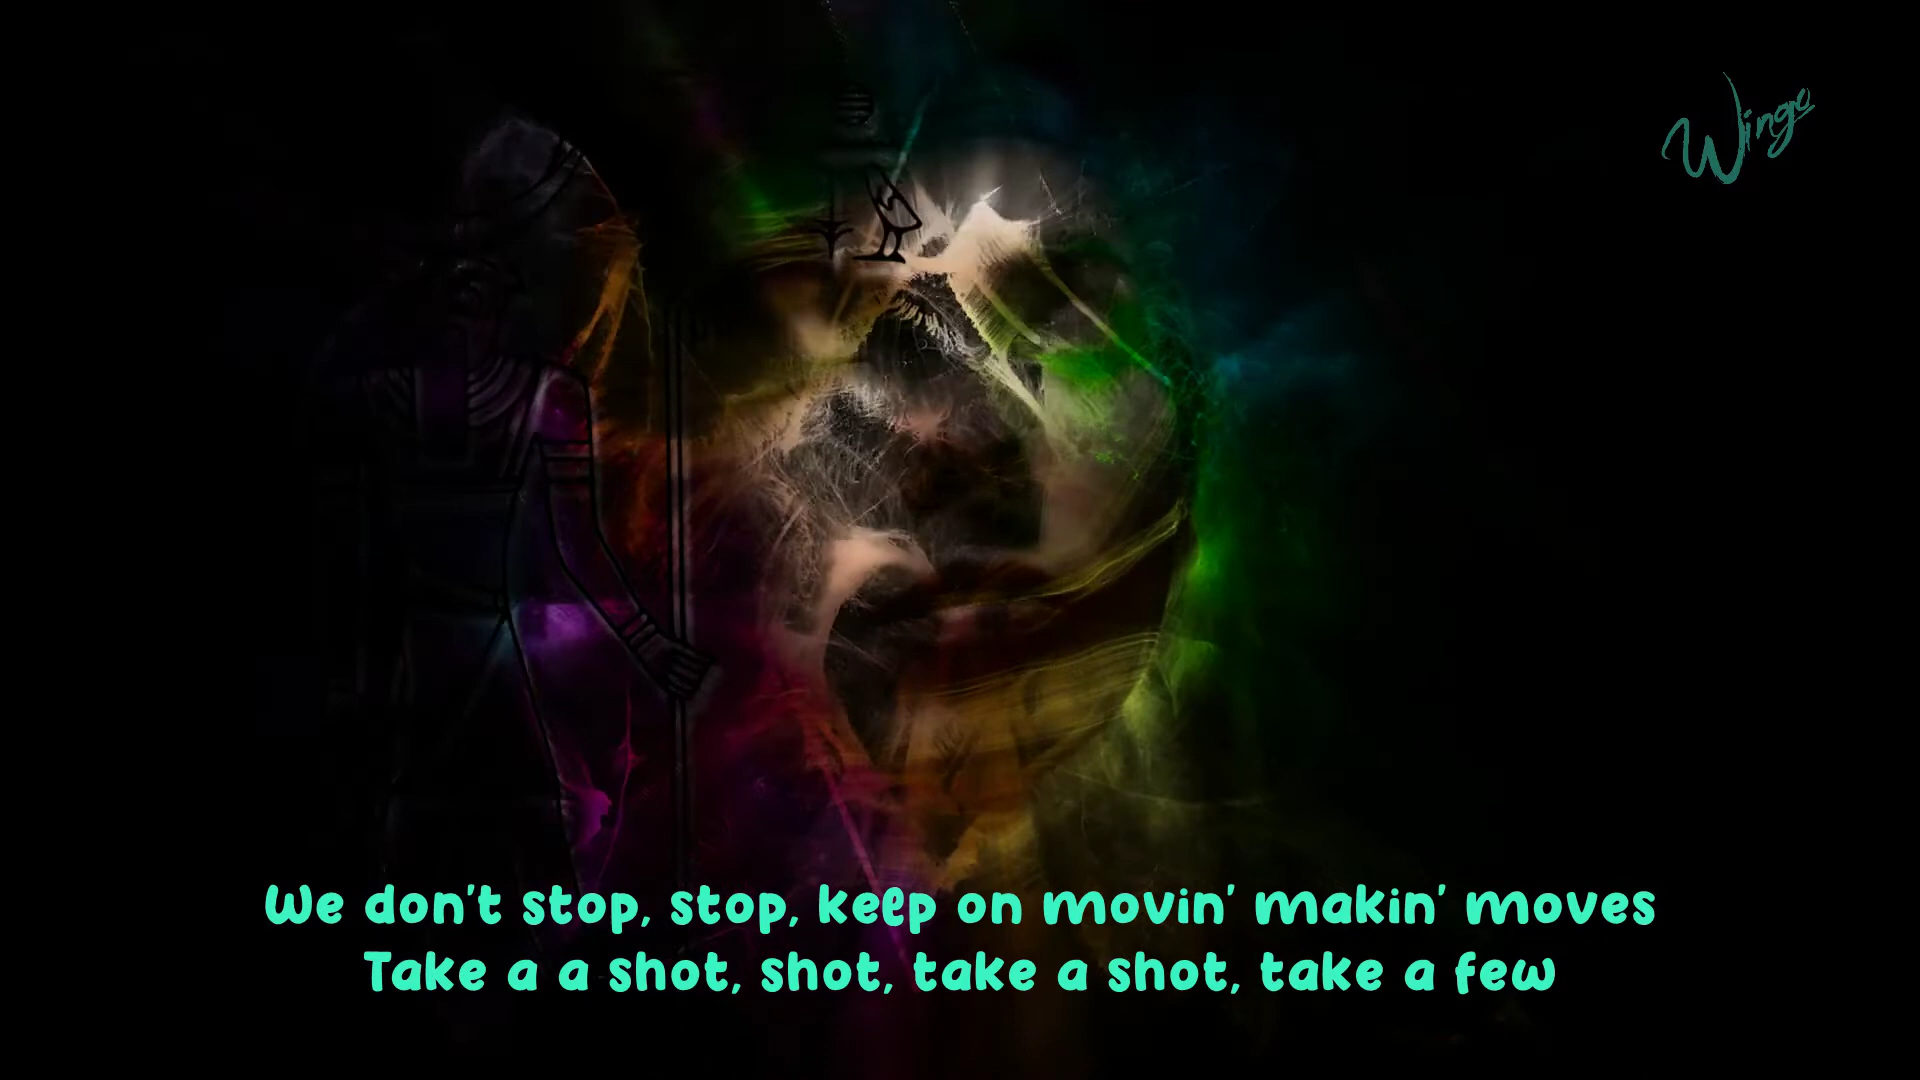 Wingo
We don't stop, stop, keep on movin' makin' moves
Take a a shot, shot, take a shot, take a few